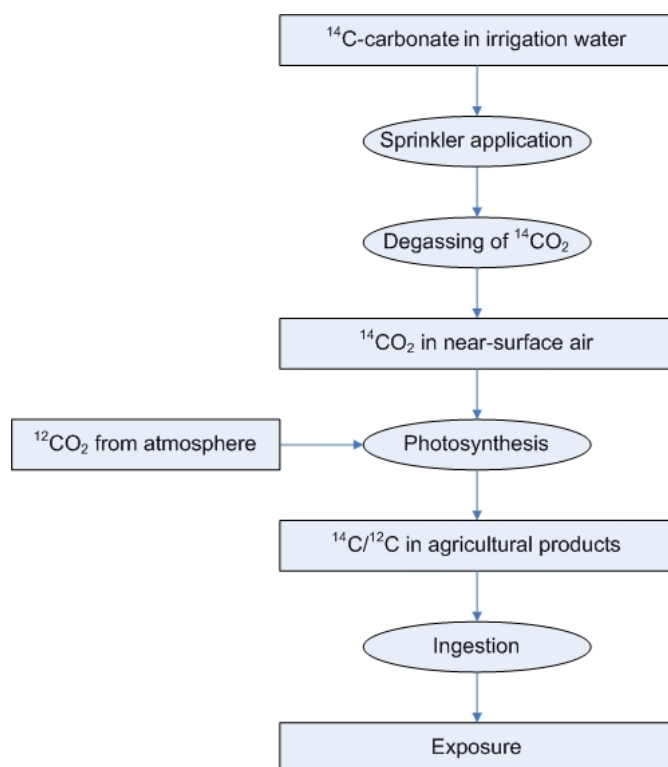 ¹⁴C-carbonate in irrigation water
Sprinkler application
Degassing of ¹⁴CO₂
¹⁴CO₂ in near-surface air
¹²CO₂ from atmosphere
Photosynthesis
¹⁴C/¹²C in agricultural products
Ingestion
Exposure